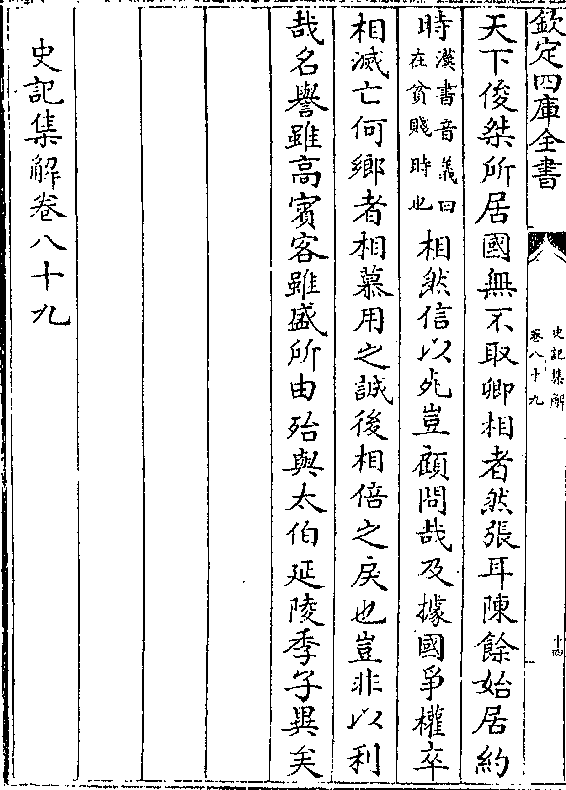 欽定四庫全書
史記集解
卷八十九
十四
天下俊桀所居國無不取卿相者然張耳陳餘始居約
時漢書音義曰在貧賤時也相然信以死豈顧問哉及據國爭權卒
相滅亡何鄉者相慕用之誠後相倍之戾也豈非以利
哉名譽雖高賓客雖盛所由殆與太伯延陵季子異矣
史記集解卷八十九